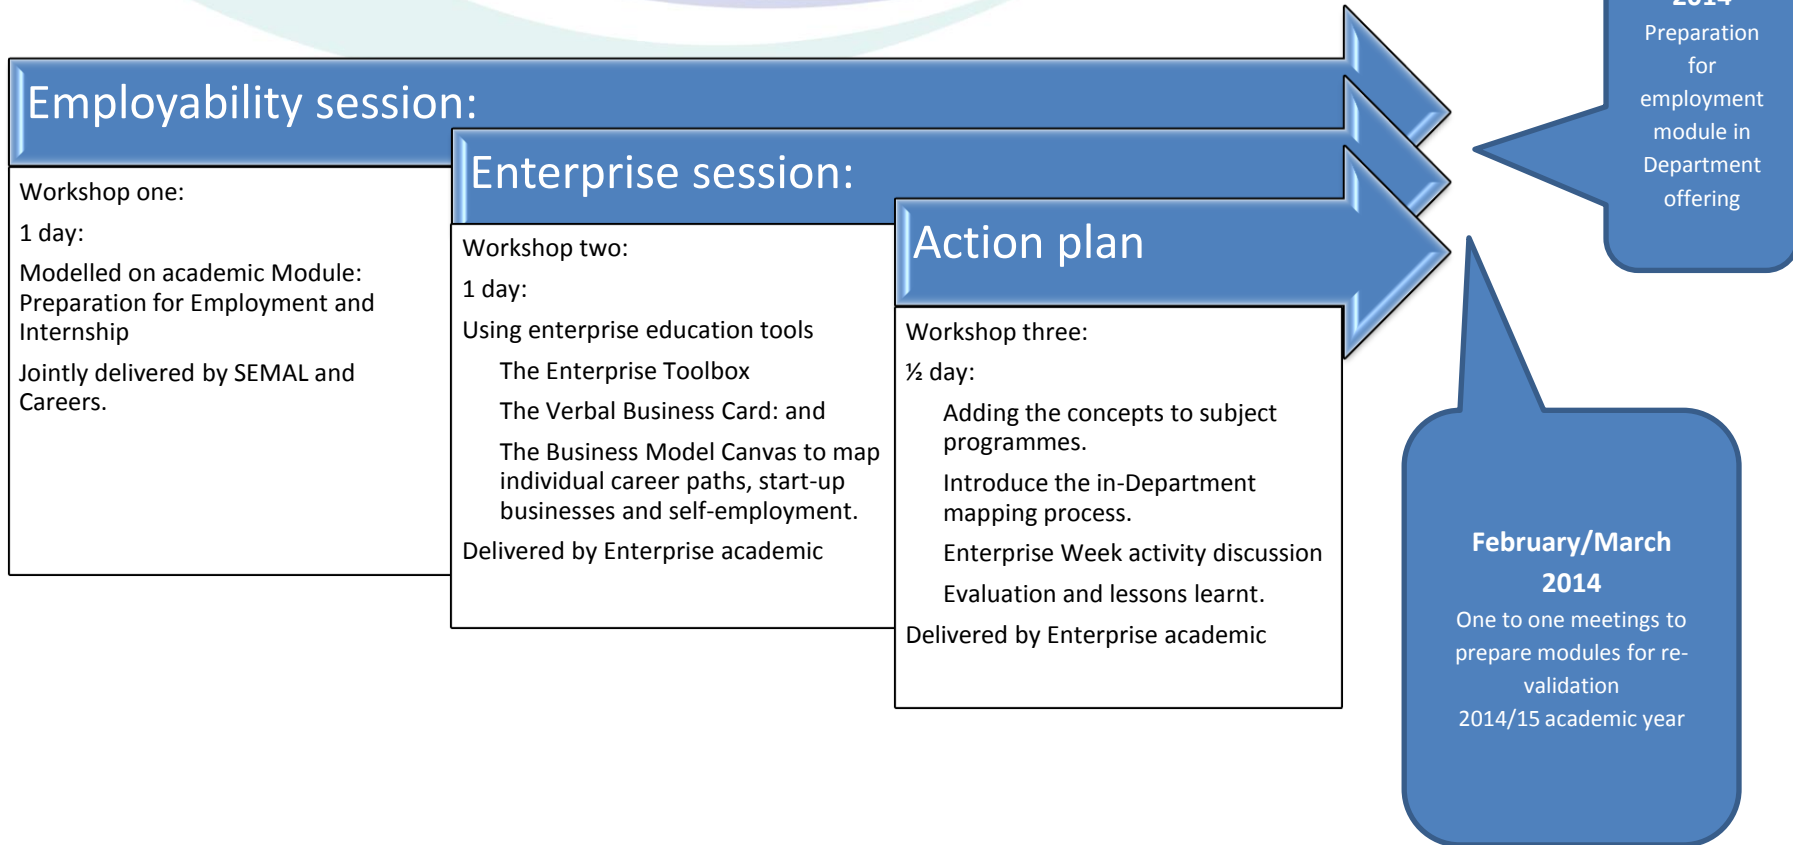 Employability session:
Workshop one:
1 day:
Modelled on academic Module:
Preparation for Employment and
Internship
Jointly delivered by SEMAL and
Careers.
Enterprise session:
Workshop two:
1 day:
Using enterprise education tools
The Enterprise Toolbox
The Verbal Business Card: and
The Business Model Canvas to map
individual career paths, start-up
businesses and self-employment.
Delivered by Enterprise academic
Action plan
Workshop three:
½ day:
Adding the concepts to subject
programmes.
Introduce the in-Department
mapping process.
Enterprise Week activity discussion
Evaluation and lessons learnt.
Delivered by Enterprise academic
2014
Preparation
for
employment
module in
Department
offering
February/March
2014
One to one meetings to
prepare modules for re-
validation
2014/15 academic year